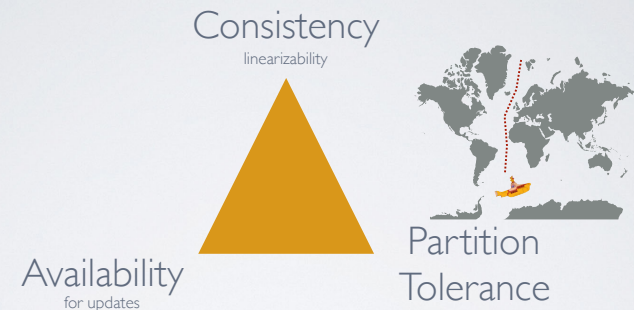 Consistency
linearizability
Availability
for updates
Partition
Tolerance